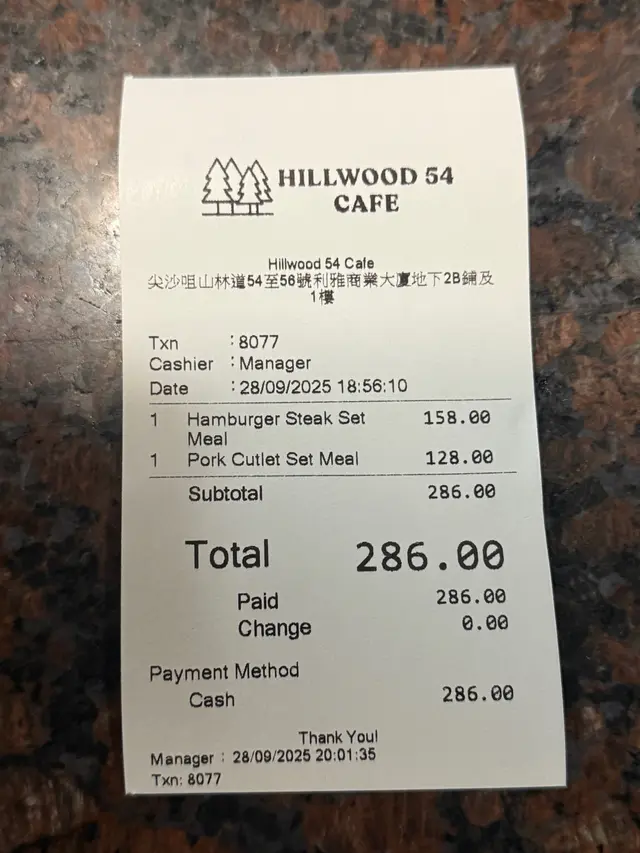 HILLWOOD 54
CAFE
Hillwood 54 Cafe
尖沙咀山林道54至56號利雅商業大廈地下2B鋪及
1樓
Txn : 8077
Cashier : Manager
Date : 28/09/2025 18:56:10
1 Hamburger Steak Set 158.00
Meal
1 Pork Cutlet Set Meal 128.00
Subtotal 286.00
Total 286.00
Paid 286.00
Change 0.00
Payment Method
Cash 286.00
Thank You!
Manager : 28/09/2025 20:01:35
Txn: 8077